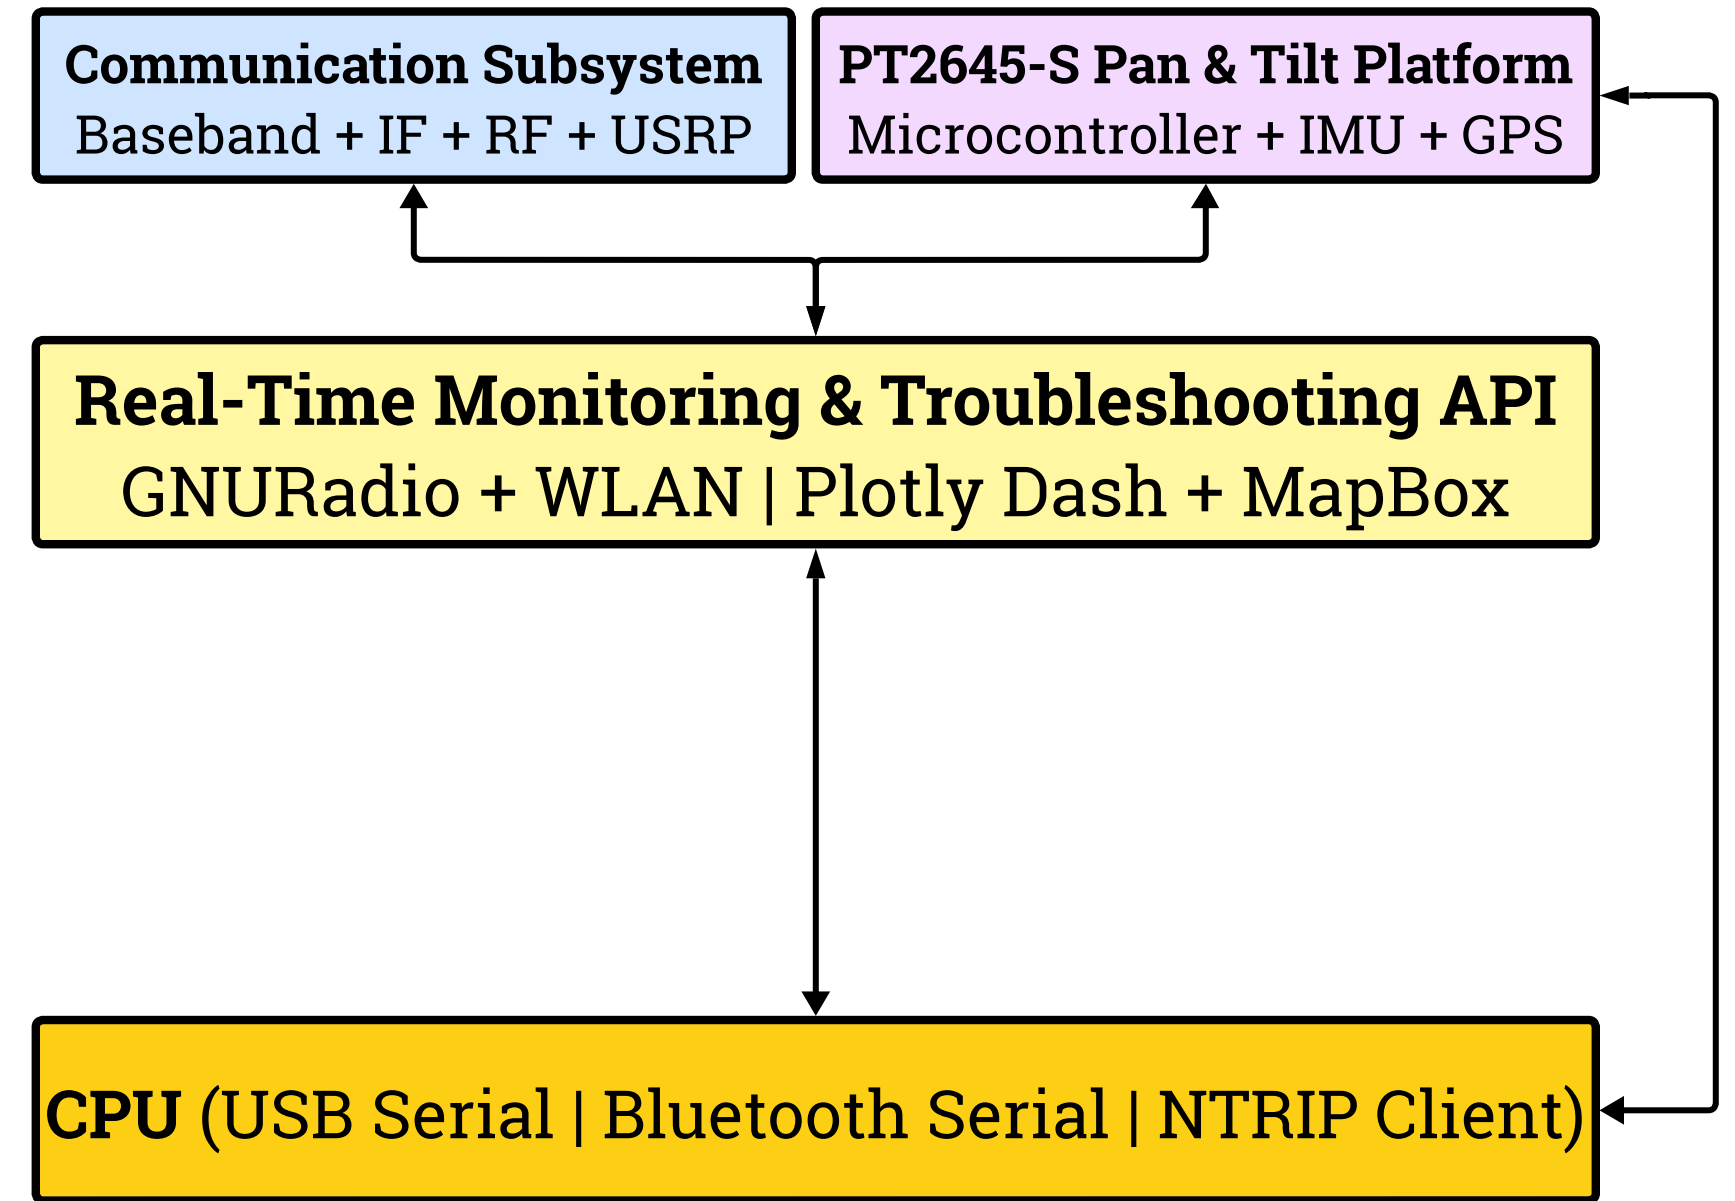 Communication Subsystem
Baseband + IF + RF + USRP
PT2645-S Pan & Tilt Platform
Microcontroller + IMU + GPS
Real-Time Monitoring & Troubleshooting API
GNURadio + WLAN | Plotly Dash + MapBox
CPU (USB Serial | Bluetooth Serial | NTRIP Client)